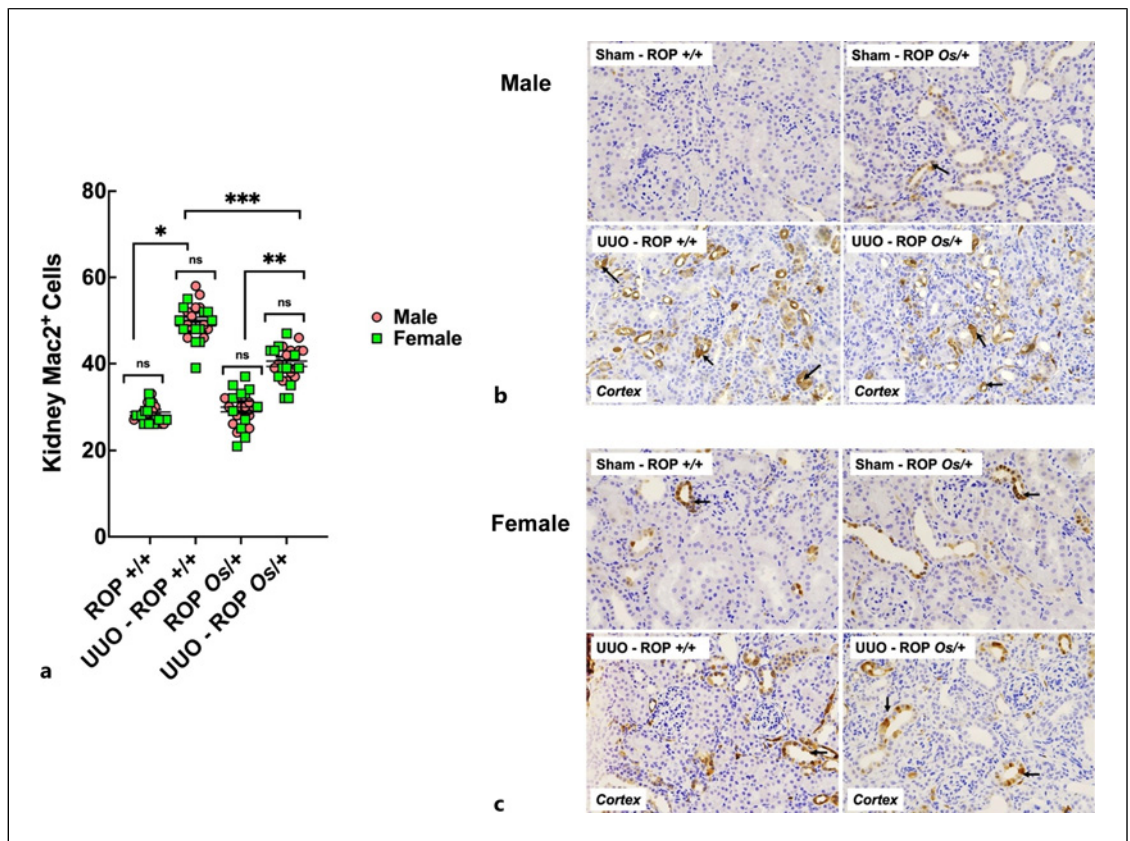 Male
Sham - ROP +/+
Sham - ROP Os/+
UUO - ROP +/+
UUO - ROP Os/+
Cortex
b
Kidney Mac2+ Cells
80
60
40
20
0
***
*
**
ns
ns
ns
ns
Male
Female
ROP +/+
UUO - ROP +/+
ROP Os/+
UUO - ROP Os/+
a
Female
Sham - ROP +/+
Sham - ROP Os/+
UUO - ROP +/+
UUO - ROP Os/+
Cortex
Cortex
c